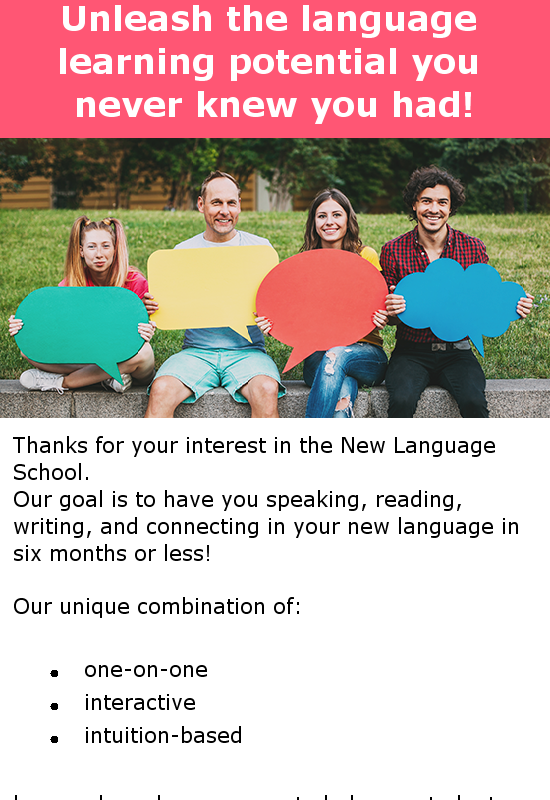 Unleash the language
learning potential you
never knew you had!
Thanks for your interest in the New Language
School.
Our goal is to have you speaking, reading,
writing, and connecting in your new language in
six months or less!
Our unique combination of:
one-on-one
interactive
intuition-based